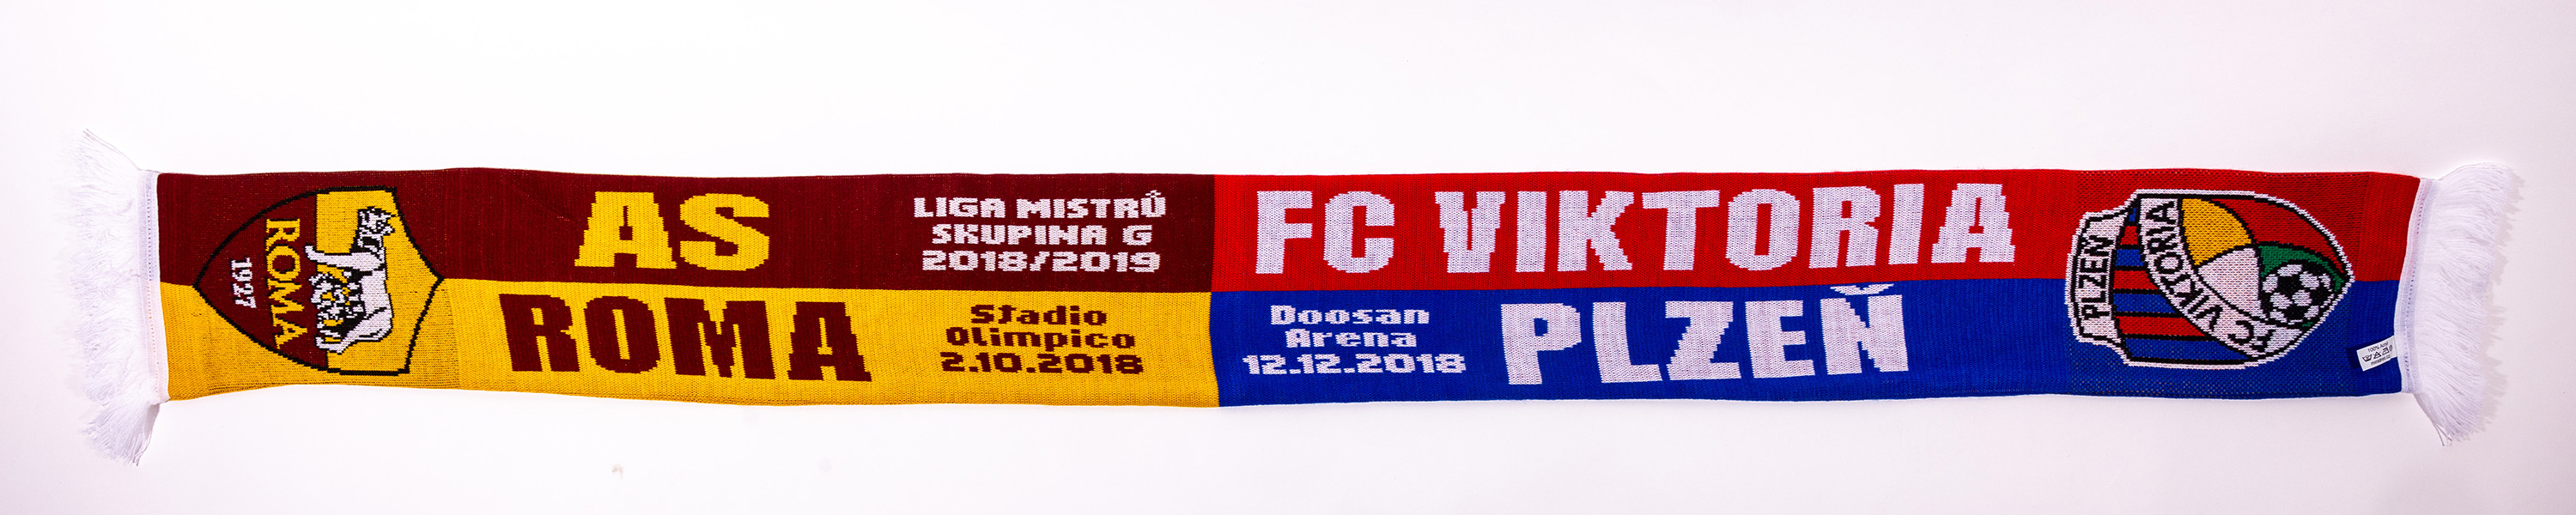 ROMA
1927
AS
ROMA
LIGA MISTRŮ
SKUPINA G
2018/2019
Stadio
Olimpico
2.10.2018
FC VIKTORIA
PLZEŇ
Doosan
Arena
12.12.2018
PLZEŇ
FC VIKTORIA